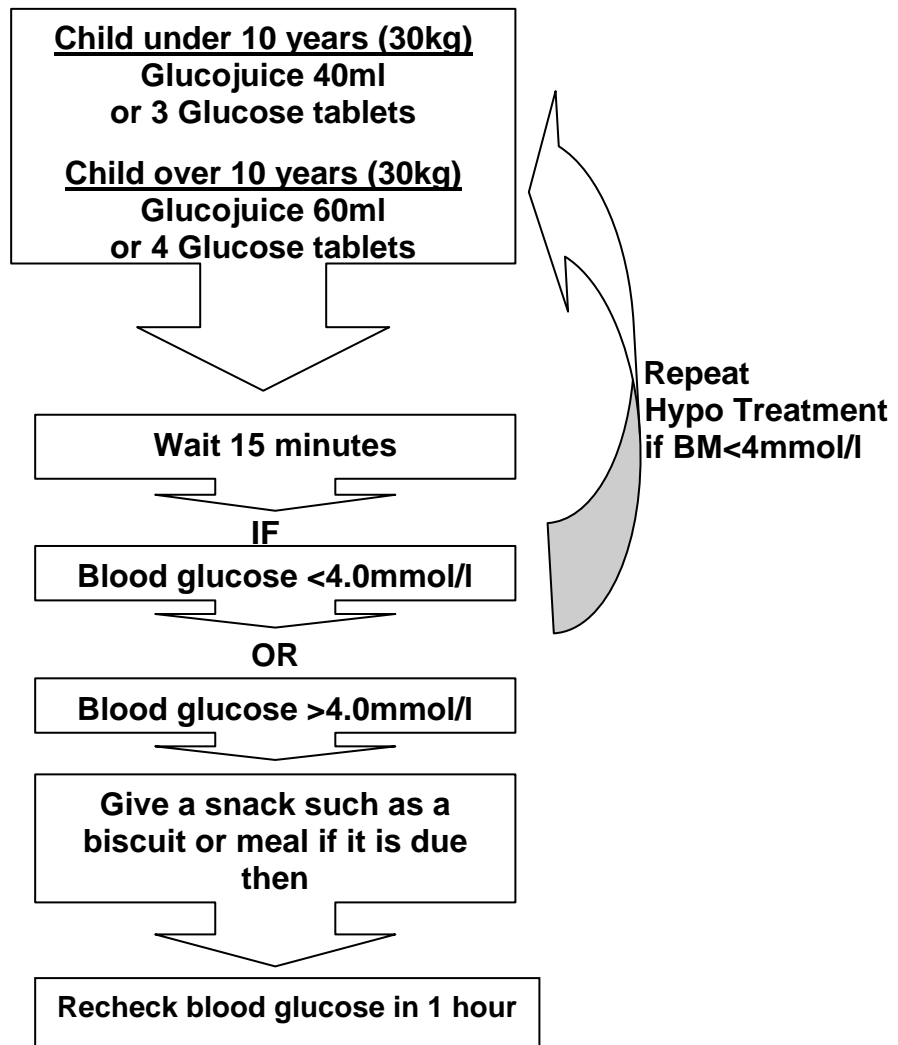 Child under 10 years (30kg)
Glucojuice 40ml
or 3 Glucose tablets
Child over 10 years (30kg)
Glucojuice 60ml
or 4 Glucose tablets
Repeat
Hypo Treatment
if BM<4mmol/l
Wait 15 minutes
IF
Blood glucose <4.0mmol/l
OR
Blood glucose >4.0mmol/l
Give a snack such as a
biscuit or meal if it is due
then
Recheck blood glucose in 1 hour